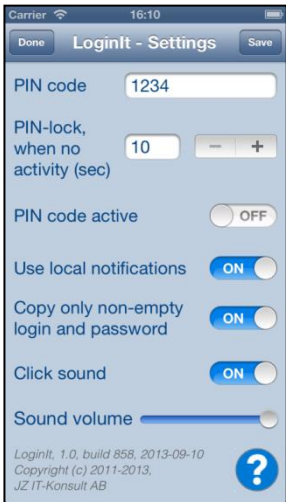 Carrier 16:10
Done LoginIt - Settings Save
PIN code 1234
PIN-lock,
when no
activity (sec) 10 - +
PIN code active OFF
Use local notifications ON
Copy only non-empty
login and password ON
Click sound ON
Sound volume
LoginIt, 1.0, build 858, 2013-09-10
Copyright (c) 2011-2013,
JZ IT-Konsult AB
?